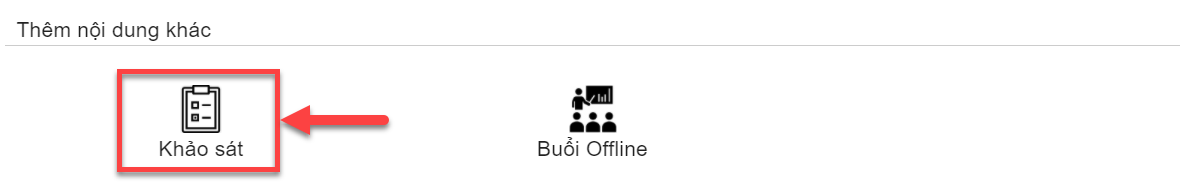 Thêm nội dung khác
Khảo sát
Buổi Offline